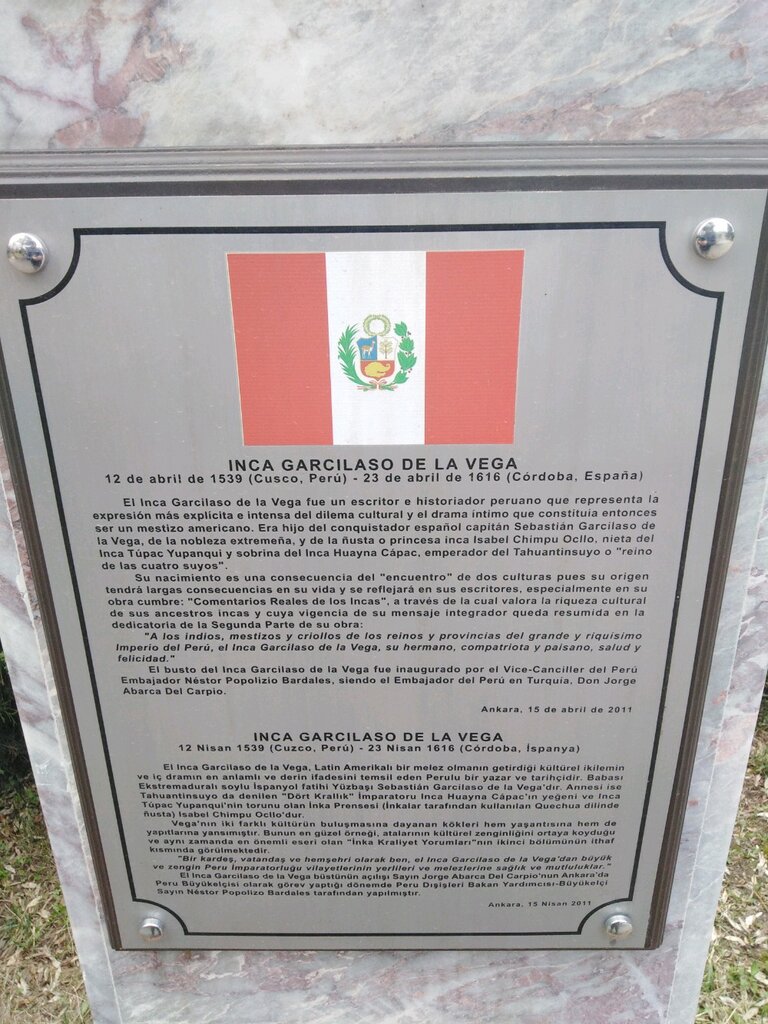 INCA GARCILASO DE LA VEGA
12 de abril de 1539 (Cusco, Perú) - 23 de abril de 1616 (Córdoba, España)
El Inca Garcilaso de la Vega fue un escritor e historiador peruano que representa la
expresión más explicita e intensa del dilema cultural y el drama íntimo que constituía entonces
ser un mestizo americano. Era hijo del conquistador español capitán Sebastián Garcilaso de
la Vega, de la nobleza extremeña, y de la ñusta o princesa inca Isabel Chimpu Ocllo, nieta del
Inca Túpac Yupanqui y sobrina del Inca Huayna Cápac, emperador del Tahuantinsuyo o "reino
de las cuatro suyos".
Su nacimiento es una consecuencia del "encuentro" de dos culturas pues su origen
tendrá largas consecuencias en su vida y se reflejará en sus escritores, especialmente en su
obra cumbre: "Comentarios Reales de los Incas", a través de la cual valora la riqueza cultural
de sus ancestros incas y cuya vigencia de su mensaje integrador queda resumida en la
dedicatoria de la Segunda Parte de su obra:
"A los indios, mestizos y criollos de los reinos y provincias del grande y riquísimo
Imperio del Perú, el Inca Garcilaso de la Vega, su hermano, compatriota y paisano, salud y
felicidad."
El busto del Inca Garcilaso de la Vega fue inaugurado por el Vice-Canciller del Perú
Embajador Néstor Popolizio Bardales, siendo el Embajador del Perú en Turquía, Don Jorge
Abarca Del Carpio.
Ankara, 15 de abril de 2011
INCA GARCILASO DE LA VEGA
12 Nisan 1539 (Cuzco, Perú) - 23 Nisan 1616 (Córdoba, İspanya)
El Inca Garcilaso de la Vega, Latin Amerikalı bir melez olmanın getirdiği kültürel ikilemin
ve iç dramın en anlamlı ve derin ifadesini temsil eden Perulu bir yazar ve tarihçidir. Babası
Ekstremaduralı soylu İspanyol fatihi Yüzbaşı Sebastián Garcilaso de la Vega'dır. Annesi ise
Tahuantinsuyo da denilen "Dört Krallık" İmparatoru Inca Huayna Cápac'ın yeğeni ve Inca
Túpac Yupanqui'nin torunu olan İnka Prensesi (İnkalar tarafından kullanılan Quechua dilinde
ñusta) Isabel Chimpu Ocllo'dur.
Vega'nın iki farklı kültürün buluşmasına dayanan kökleri hem yaşantısına hem de
yapıtlarına yansımıştır. Bunun en güzel örneği, atalarının kültürel zenginliğini ortaya koyduğu
ve aynı zamanda en önemli eseri olan "İnka Kraliyet Yorumları"nın ikinci bölümünün ithaf
kısmında görülmektedir.
"Bir kardeş, vatandaş ve hemşehri olarak ben, el Inca Garcilaso de la Vega'dan büyük
ve zengin Peru İmparatorluğu vilayetlerinin yerlileri ve melezlerine sağlık ve mutluluklar."
El Inca Garcilaso de la Vega büstünün açılışı Sayın Jorge Abarca Del Carpio'nun Ankara'da
Peru Büyükelçisi olarak görev yaptığı dönemde Peru Dışişleri Bakan Yardımcısı-Büyükelçi
Sayın Néstor Popolizo Bardales tarafından yapılmıştır.
Ankara, 15 Nisan 2011